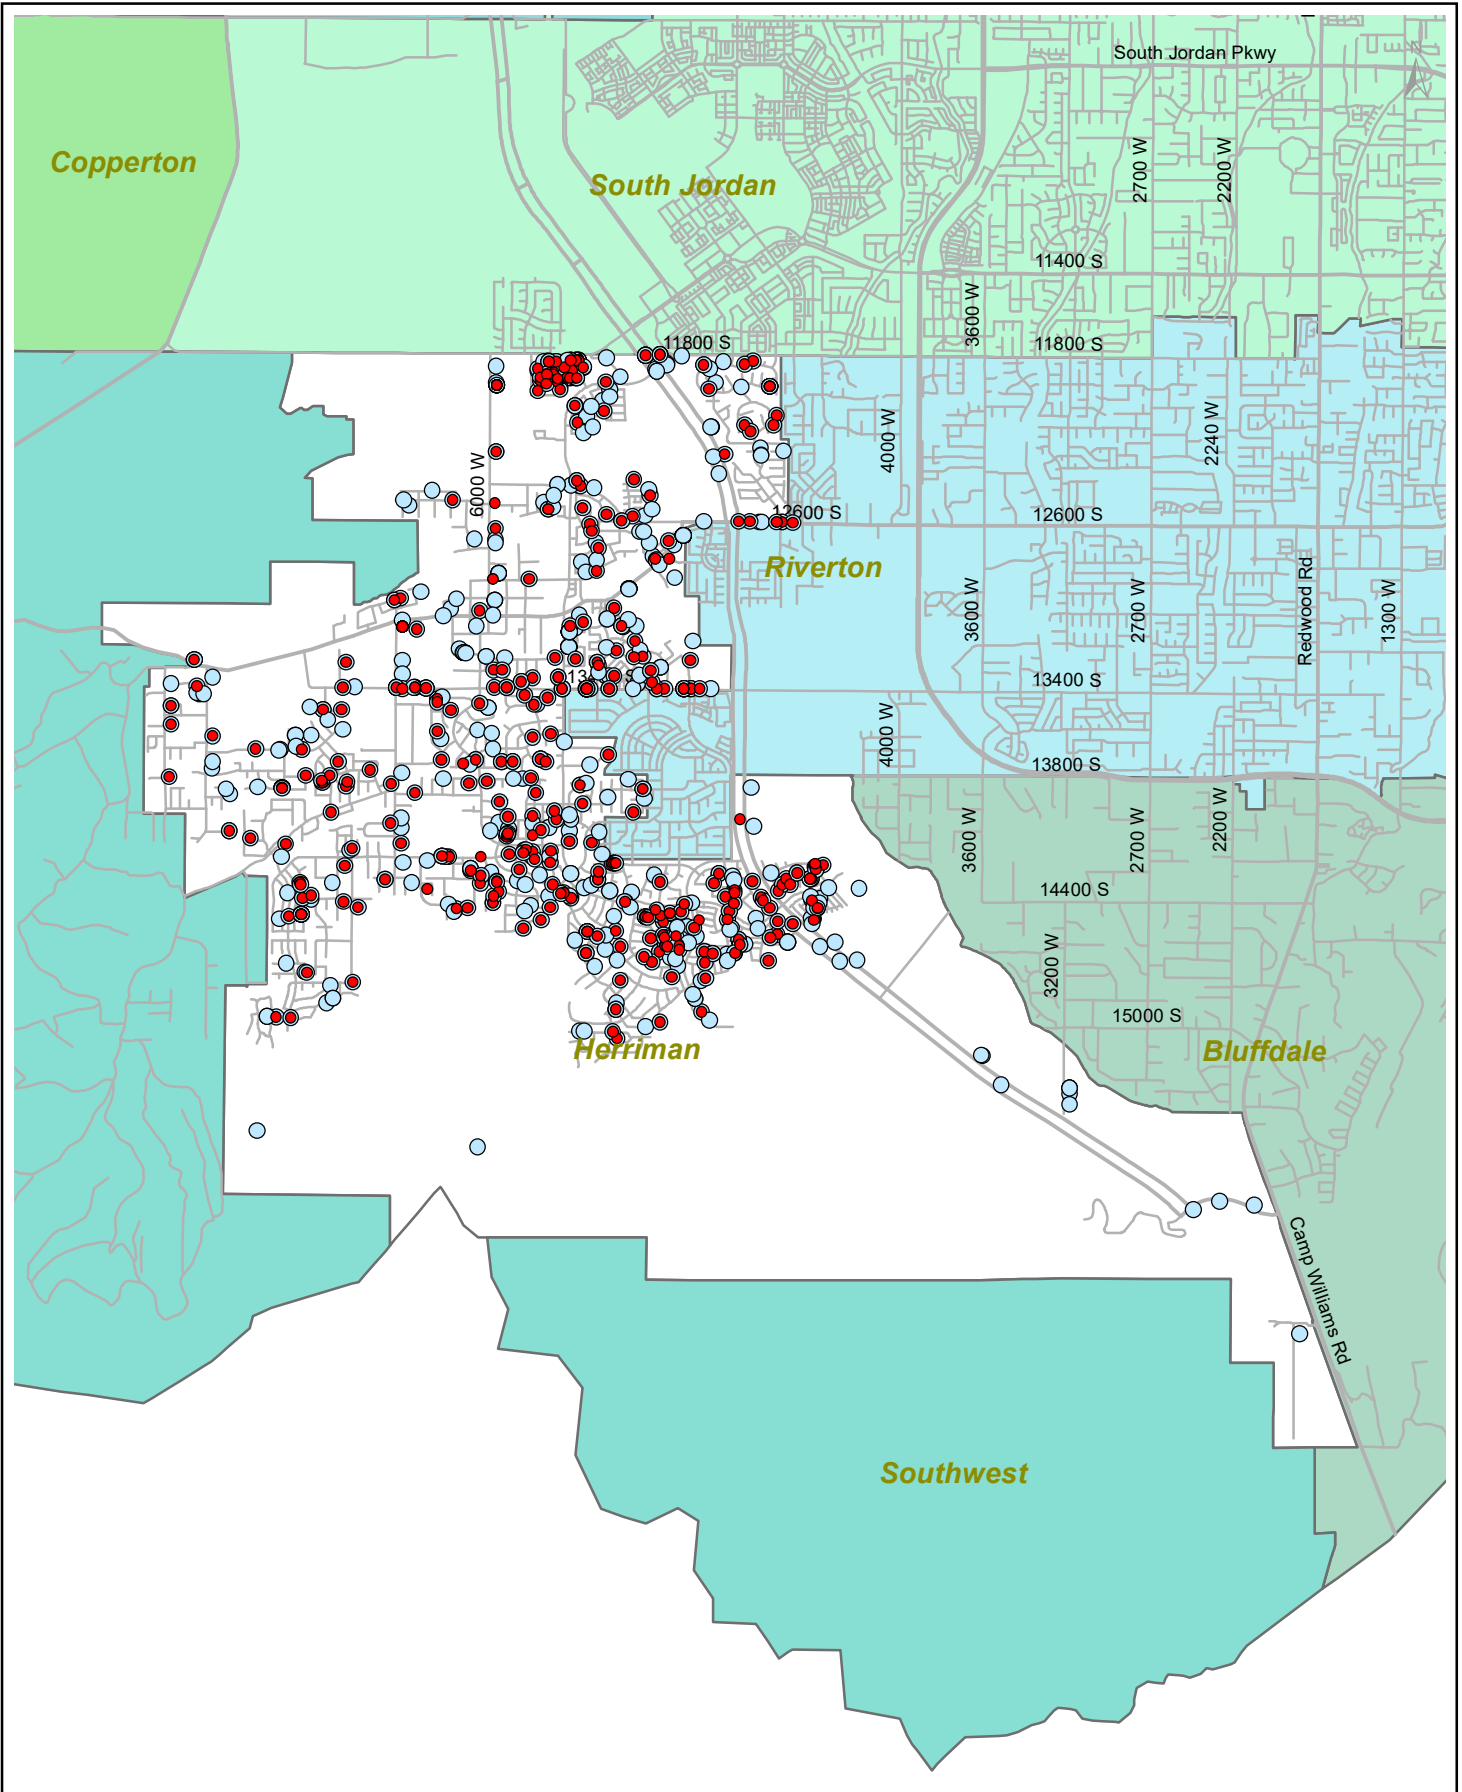 South Jordan Pkwy
Copperton
South Jordan
2700 W
2200 W
11400 S
3600 W
11800 S
11800 S
4000 W
2240 W
6000 W
12600 S
12600 S
Riverton
3600 W
2700 W
Redwood Rd
1300 W
13400 S
4000 W
13800 S
3600 W
2700 W
2200 W
14400 S
3200 W
15000 S
Herriman
Bluffdale
Camp Williams Rd
Southwest